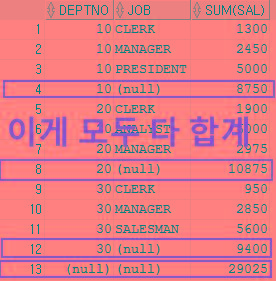 DEPTNO JOB SUM(SAL)
1 10 CLERK 1300
2 10 MANAGER 2450
3 10 PRESIDENT 5000
4 10 (null) 8750
5 20 CLERK 1900
이게 모두 다 합계
6 20 ANALYST 6000
7 20 MANAGER 2975
8 20 (null) 10875
9 30 CLERK 950
10 30 MANAGER 2850
11 30 SALESMAN 5600
12 30 (null) 9400
13 (null) (null) 29025